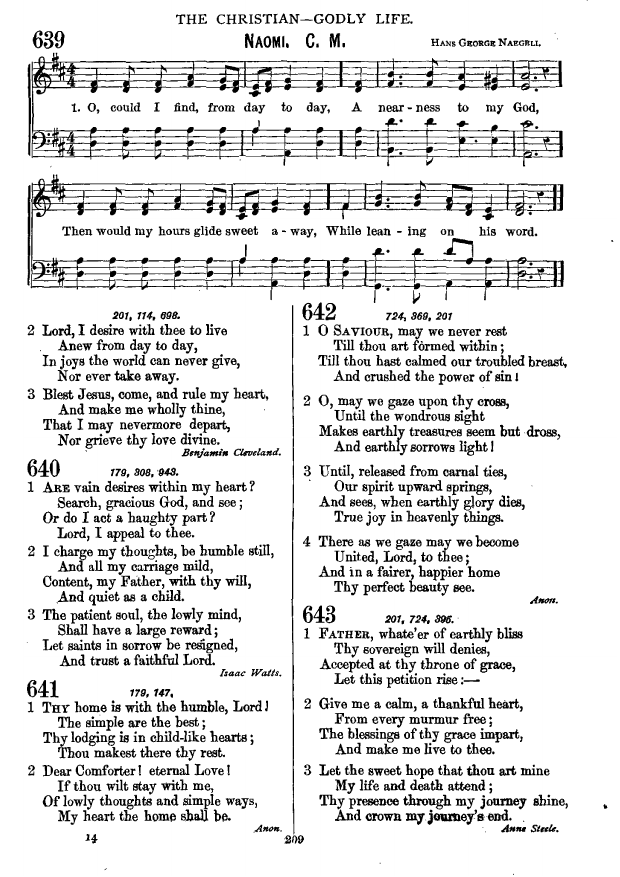 THE CHRISTIAN—GODLY LIFE.
639 NAOMI. C. M. HANS GEORGE NAEGELI.
1. O, could I find, from day to day, A near-ness to my God,
Then would my hours glide sweet a-way, While lean-ing on his word.
201, 114, 698.
2 Lord, I desire with thee to live
Anew from day to day,
In joys the world can never give,
Nor ever take away.
3 Blest Jesus, come, and rule my heart,
And make me wholly thine,
That I may nevermore depart,
Nor grieve thy love divine.
Benjamin Cleveland.
640 179, 308, 943.
1 ARE vain desires within my heart?
Search, gracious God, and see;
Or do I act a haughty part?
Lord, I appeal to thee.
2 I charge my thoughts, be humble still,
And all my carriage mild,
Content, my Father, with thy will,
And quiet as a child.
3 The patient soul, the lowly mind,
Shall have a large reward;
Let saints in sorrow be resigned,
And trust a faithful Lord.
Isaac Watts.
641 179, 147,
1 THY home is with the humble, Lord!
The simple are the best;
Thy lodging is in child-like hearts;
Thou makest there thy rest.
2 Dear Comforter! eternal Love!
If thou wilt stay with me,
Of lowly thoughts and simple ways,
My heart the home shall be.
Anon.
642 724, 369, 201
1 O SAVIOUR, may we never rest
Till thou art formed within;
Till thou hast calmed our troubled breast,
And crushed the power of sin!
2 O, may we gaze upon thy cross,
Until the wondrous sight
Makes earthly treasures seem but dross,
And earthly sorrows light!
3 Until, released from carnal ties,
Our spirit upward springs,
And sees, when earthly glory dies,
True joy in heavenly things.
4 There as we gaze may we become
United, Lord, to thee;
And in a fairer, happier home
Thy perfect beauty see.
Anon.
643 201, 724, 396.
1 FATHER, whate'er of earthly bliss
Thy sovereign will denies,
Accepted at thy throne of grace,
Let this petition rise:—
2 Give me a calm, a thankful heart,
From every murmur free;
The blessings of thy grace impart,
And make me live to thee.
3 Let the sweet hope that thou art mine
My life and death attend;
Thy presence through my journey shine,
And crown my journey's end.
Anne Steele.
14 209